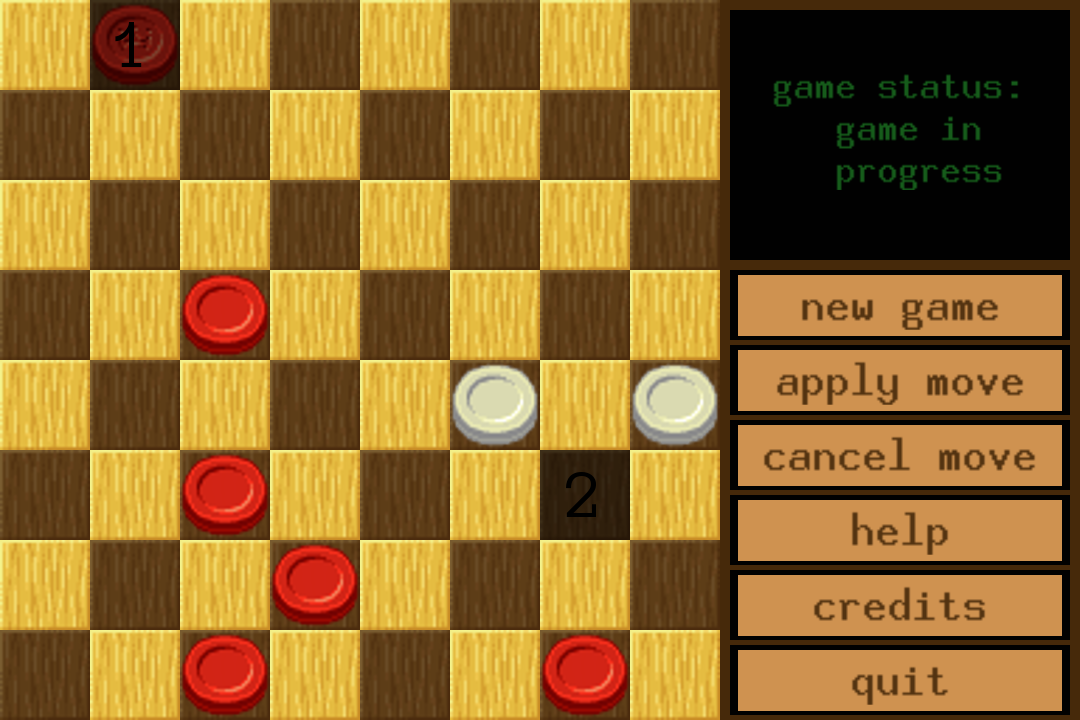 1
game status:
game in
progress
new game
apply move
cancel move
2
help
credits
quit